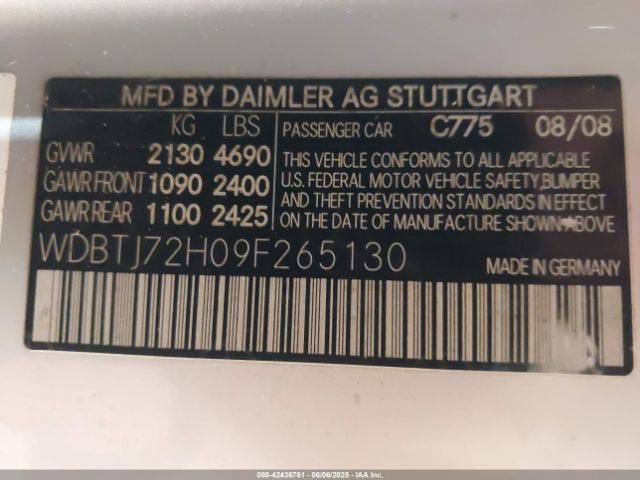 MFD BY DAIMLER AG STUTTGART
KG LBS
GVWR 2130 4690
GAWR FRONT 1090 2400
GAWR REAR 1100 2425
PASSENGER CAR C775 08/08
THIS VEHICLE CONFORMS TO ALL APPLICABLE
U.S. FEDERAL MOTOR VEHICLE SAFETY, BUMPER
AND THEFT PREVENTION STANDARDS IN EFFECT
ON THE DATE OF MANUFACTURE SHOWN ABOVE
WDBTJ72H09F265130 MADE IN GERMANY
000-42436761 - 06/06/2025 - IAA Inc.